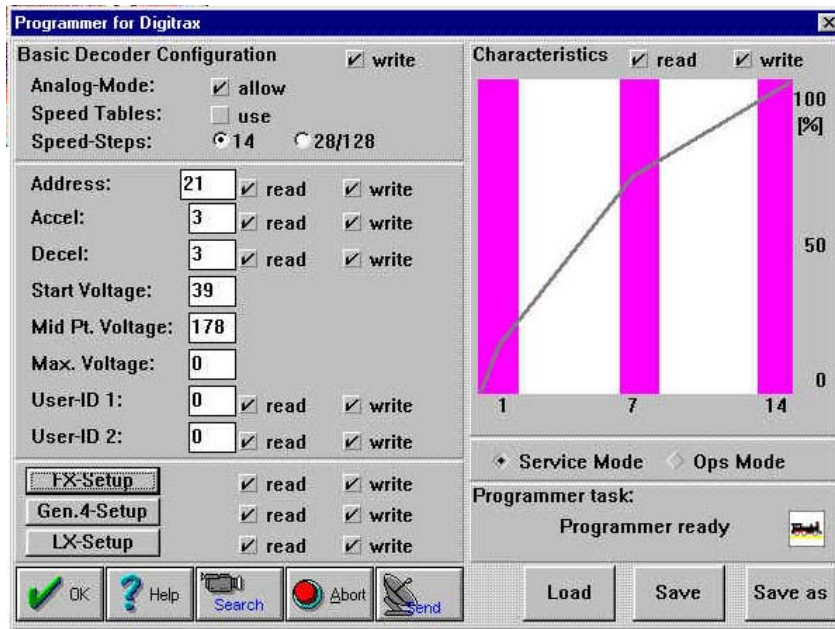 Programmer for Digitrax
Basic Decoder Configuration write
Analog-Mode: allow
Speed Tables: use
Speed-Steps: 14 28/128
Address: 21 read write
Accel: 3 read write
Decel: 3 read write
Start Voltage: 39
Mid Pt. Voltage: 178
Max. Voltage: 0
User-ID 1: 0 read write
User-ID 2: 0 read write
FX-Setup read write
Gen.4-Setup read write
LX-Setup read write
OK Help Search Abort Send
Characteristics read write
100
[%]
50
0
1 7 14
Service Mode Ops Mode
Programmer task:
Programmer ready
Load Save Save as